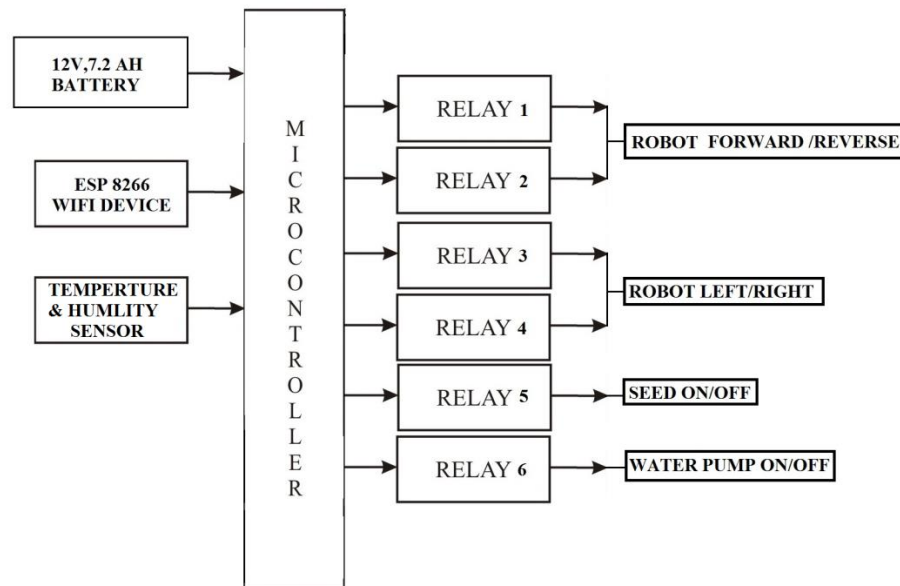 12V,7.2 AH
BATTERY
ESP 8266
WIFI DEVICE
TEMPERTURE
& HUMLITY
SENSOR
MICROCONTROLLER
RELAY 1
RELAY 2
RELAY 3
RELAY 4
RELAY 5
RELAY 6
ROBOT FORWARD /REVERSE
ROBOT LEFT/RIGHT
SEED ON/OFF
WATER PUMP ON/OFF